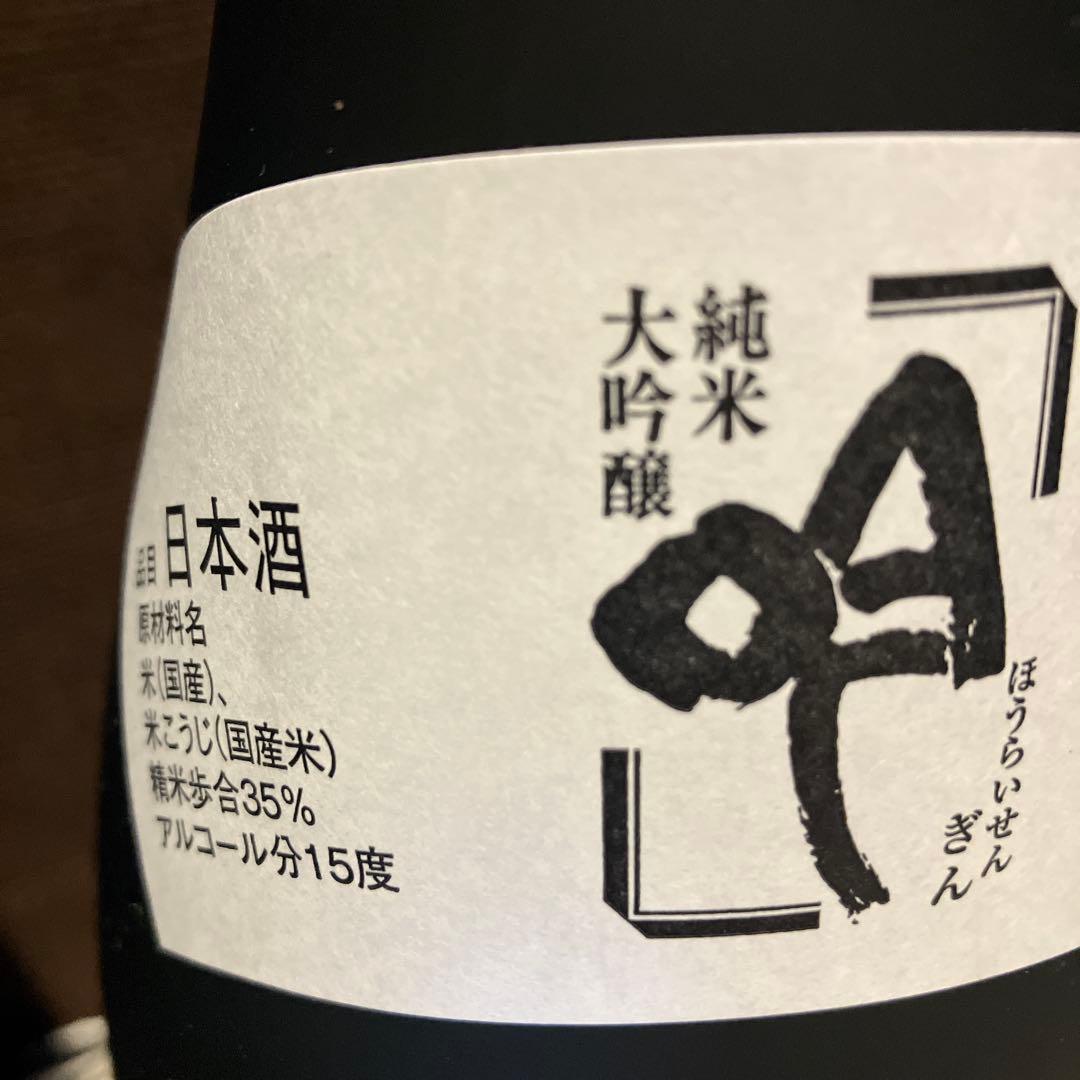 純米
大吟醸
吟
ほうらいせん
ぎん
品目 日本酒
原材料名
米(国産)、
米こうじ(国産米)
精米歩合35%
アルコール分15度